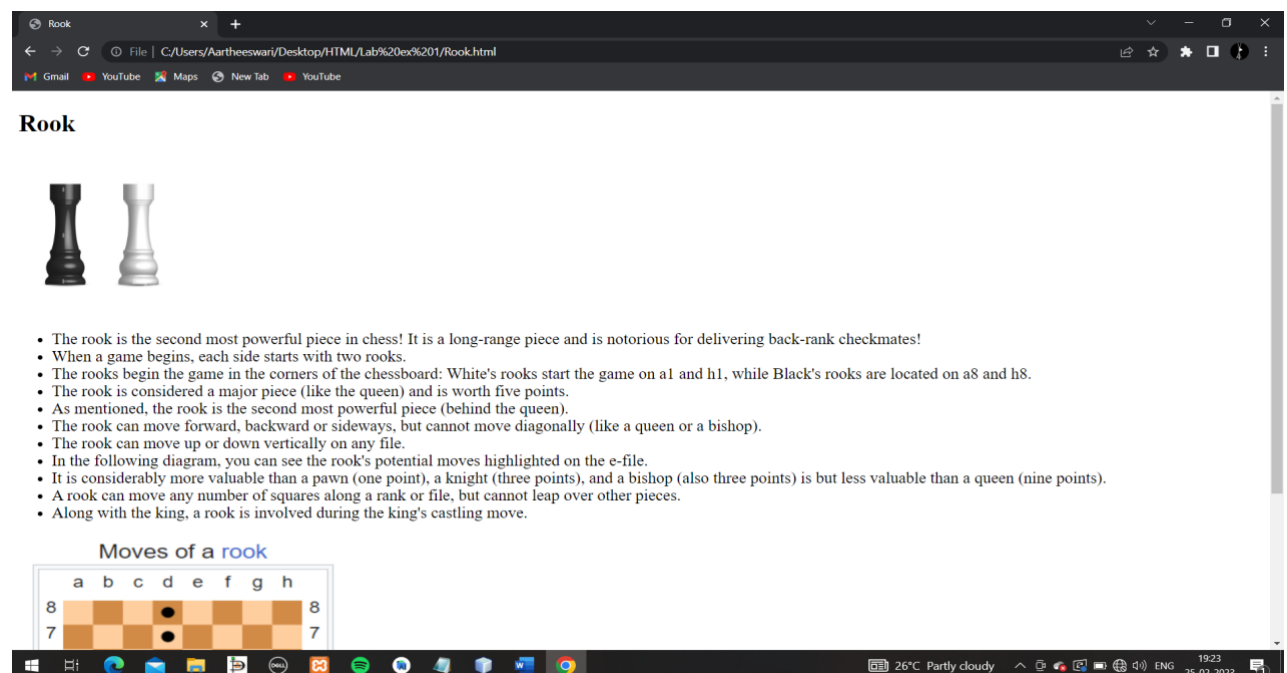 Rook
File | C:/Users/Aartheeswari/Desktop/HTML/Lab%20ex%201/Rook.html
Gmail YouTube Maps New Tab YouTube
Rook
• The rook is the second most powerful piece in chess! It is a long-range piece and is notorious for delivering back-rank checkmates!
• When a game begins, each side starts with two rooks.
• The rooks begin the game in the corners of the chessboard: White's rooks start the game on a1 and h1, while Black's rooks are located on a8 and h8.
• The rook is considered a major piece (like the queen) and is worth five points.
• As mentioned, the rook is the second most powerful piece (behind the queen).
• The rook can move forward, backward or sideways, but cannot move diagonally (like a queen or a bishop).
• The rook can move up or down vertically on any file.
• In the following diagram, you can see the rook's potential moves highlighted on the e-file.
• It is considerably more valuable than a pawn (one point), a knight (three points), and a bishop (also three points) is but less valuable than a queen (nine points).
• A rook can move any number of squares along a rank or file, but cannot leap over other pieces.
• Along with the king, a rook is involved during the king's castling move.
Moves of a rook
a b c d e f g h
8 8
7 7
DELL W 26°C Partly cloudy ENG 19:23
25-02-2023